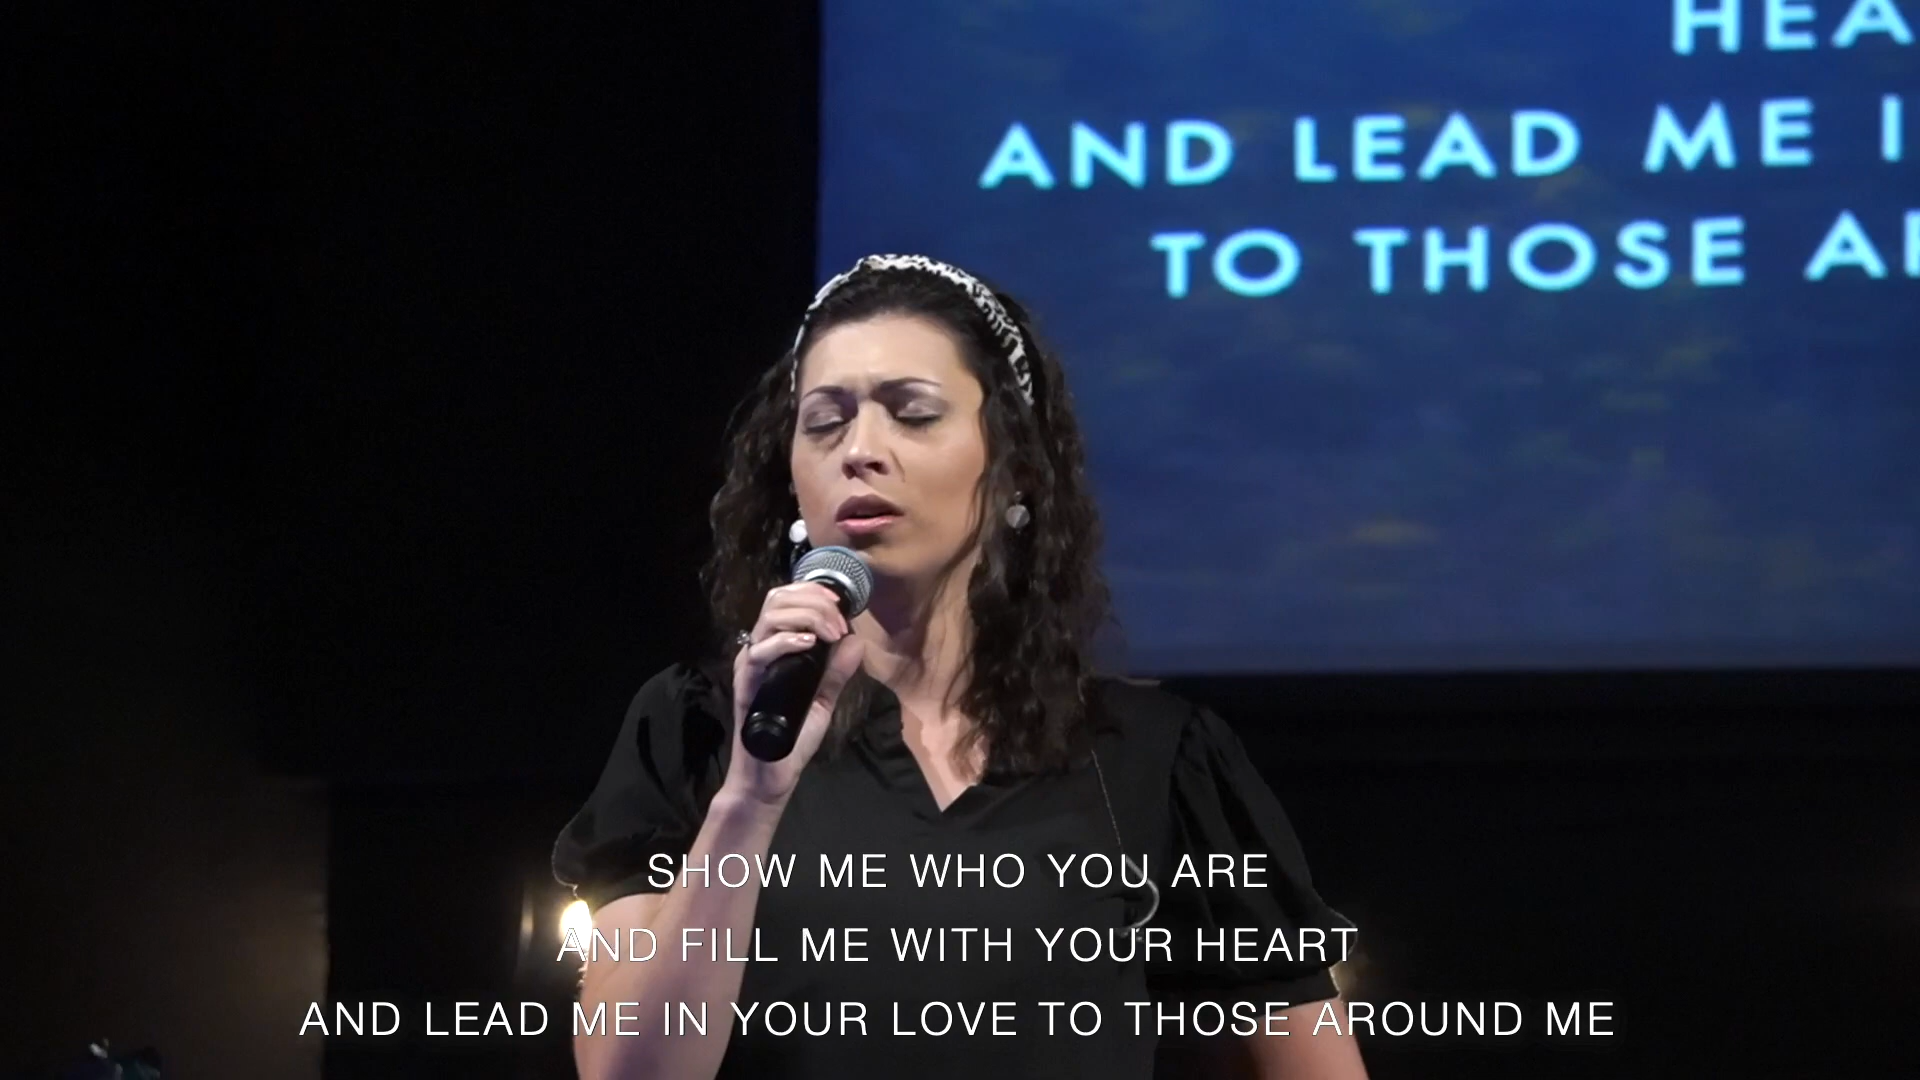 HEA
AND LEAD ME I
TO THOSE A
SHOW ME WHO YOU ARE
AND FILL ME WITH YOUR HEART
AND LEAD ME IN YOUR LOVE TO THOSE AROUND ME